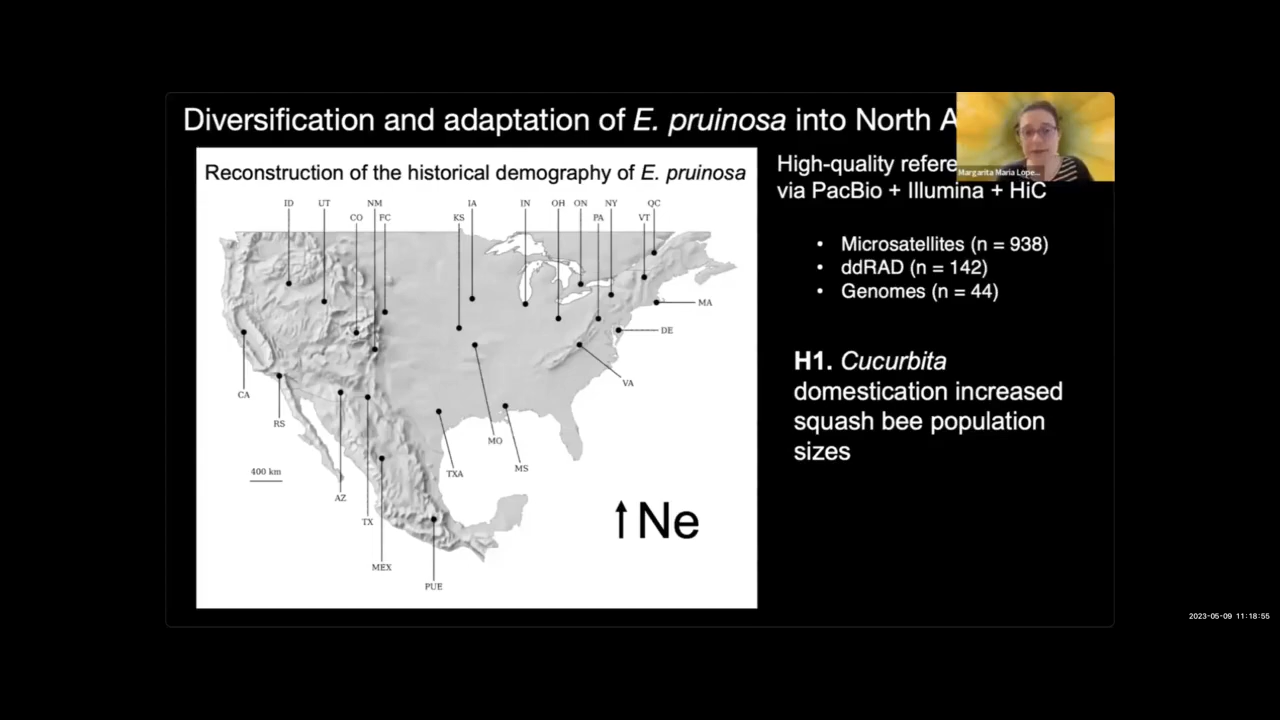 Diversification and adaptation of E. pruinosa into North A
Margarita Maria Lope...
Reconstruction of the historical demography of E. pruinosa
ID UT NM IA IN OH ON NY QC
CO FC KS PA VT
MA
DE
VA
CA
RS
MO
MS
TXA
400 km
AZ
TX
MEX
PUE
↑Ne
High-quality refere
via PacBio + Illumina + HiC
• Microsatellites (n = 938)
• ddRAD (n = 142)
• Genomes (n = 44)
H1. Cucurbita
domestication increased
squash bee population
sizes
2023-05-09 11:18:55